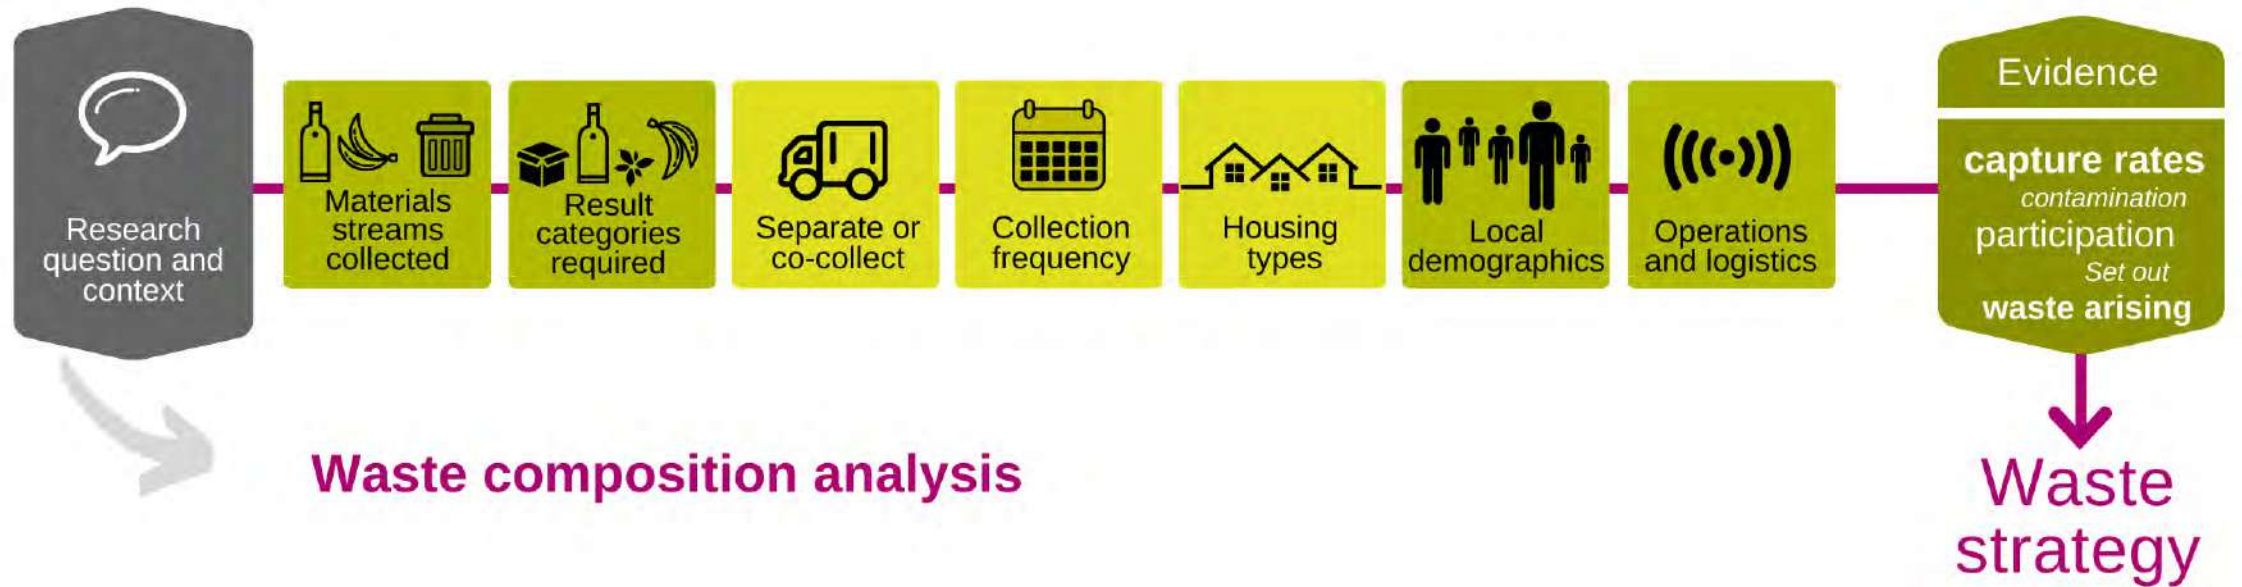 Research
question and
context
Materials
streams
collected
Result
categories
required
Separate or
co-collect
Collection
frequency
Housing
types
Local
demographics
Operations
and logistics
Evidence
capture rates
contamination
participation
Set out
waste arising
Waste composition analysis
Waste
strategy